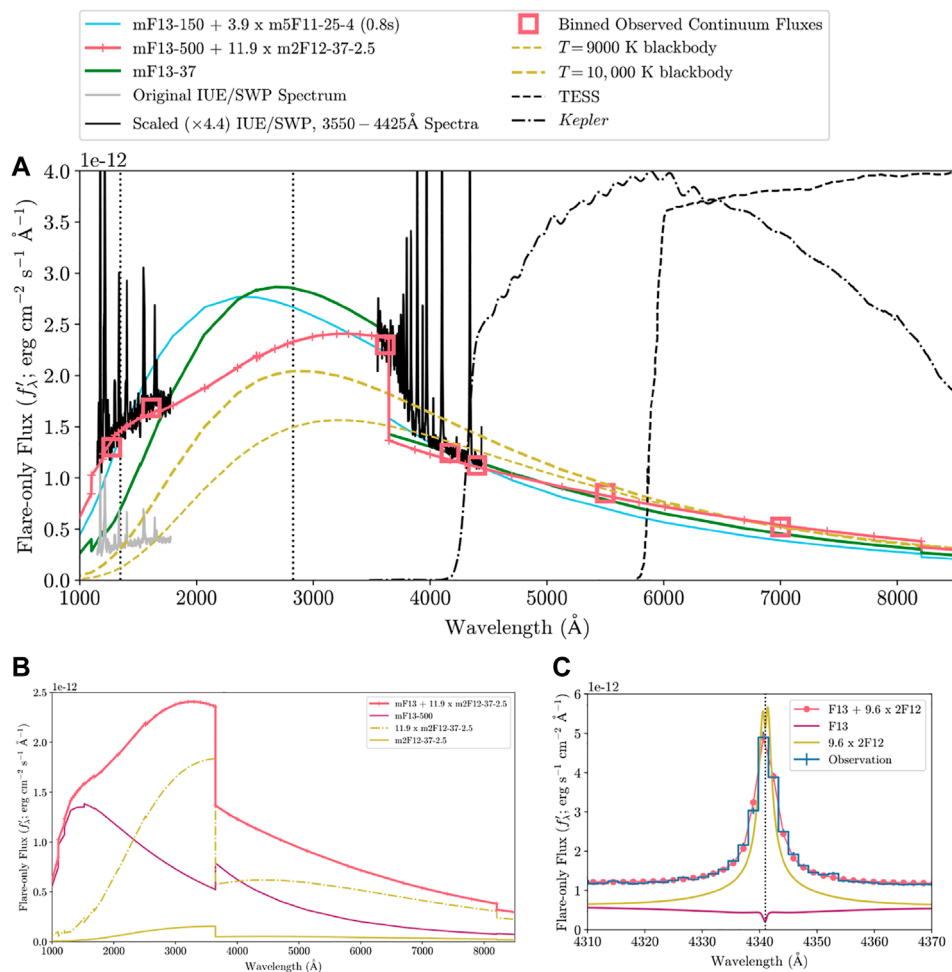 mF13-150 + 3.9 x m5F11-25-4 (0.8s)
mF13-500 + 11.9 x m2F12-37-2.5
mF13-37
Original IUE/SWP Spectrum
Scaled (×4.4) IUE/SWP, 3550 − 4425Å Spectra
Binned Observed Continuum Fluxes
T = 9000 K blackbody
T = 10,000 K blackbody
TESS
Kepler
A
1e-12
4.0
3.5
3.0
2.5
2.0
1.5
1.0
0.5
0.0
Flare-only Flux (f′λ; erg cm−2 s−1 Å−1)
1000 2000 3000 4000 5000 6000 7000 8000
Wavelength (Å)
B
1e-12
2.5
2.0
1.5
1.0
0.5
0.0
Flare-only Flux (f′λ; erg cm−2 s−1 Å−1)
mF13 + 11.9 x m2F12-37-2.5
mF13-500
11.9 x m2F12-37-2.5
m2F12-37-2.5
1000 2000 3000 4000 5000 6000 7000 8000
Wavelength (Å)
C
1e-12
6
5
4
3
2
1
0
Flare-only Flux (f′λ; erg s−1 cm−2 Å−1)
F13 + 9.6 x 2F12
F13
9.6 x 2F12
Observation
4310 4320 4330 4340 4350 4360 4370
Wavelength (Å)